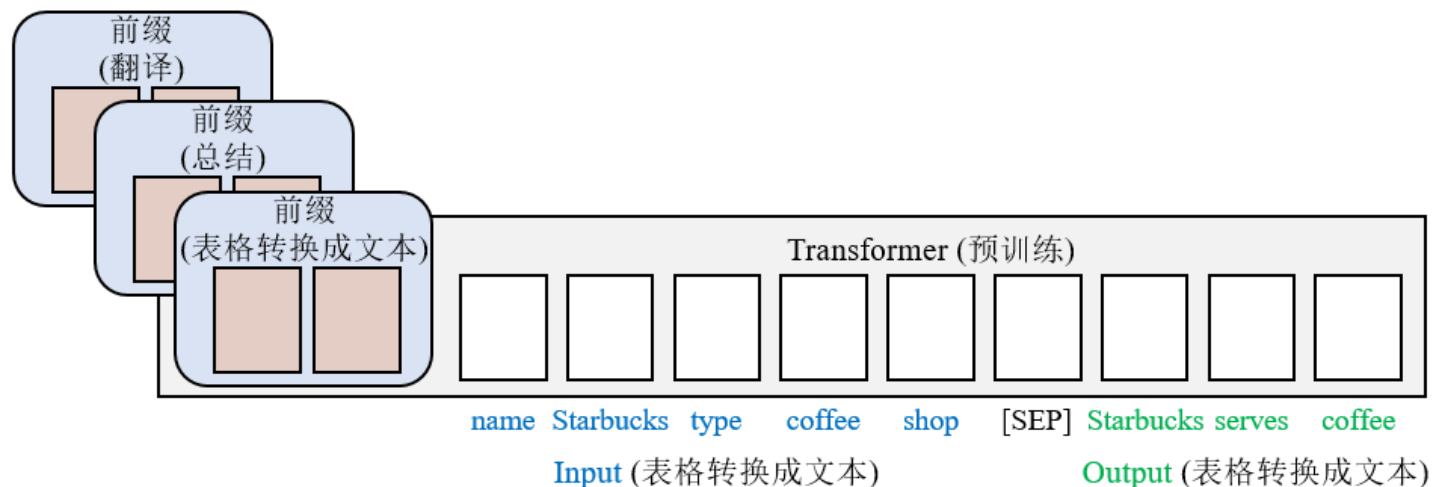 前缀
(翻译)
前缀
(总结)
前缀
(表格转换成文本)
Transformer (预训练)
name Starbucks type coffee shop [SEP] Starbucks serves coffee
Input (表格转换成文本) Output (表格转换成文本)